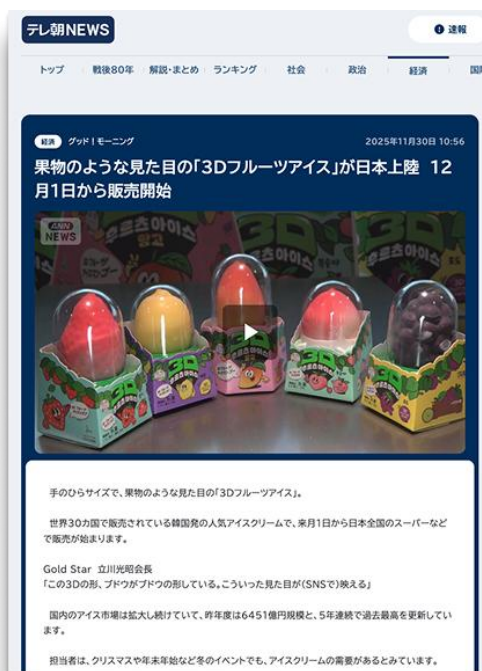 テレ朝NEWS
速報
トップ 戦後80年 解説・まとめ ランキング 社会 政治 経済
経済 グッド!モーニング 2025年11月30日 10:56
果物のような見た目の「3Dフルーツアイス」が日本上陸 12
月1日から販売開始
ANN
NEWS
3D
후르츠아이스
망고
手のひらサイズで、果物のような見た目の「3Dフルーツアイス」。
世界30カ国で販売されている韓国発の人気アイスクリームで、来月1日から日本全国のスーパーなど
で販売が始まります。
Gold Star 立川光昭会長
「この3Dの形、ブドウがブドウの形している。こういった見た目が(SNSで)映える」
国内のアイス市場は拡大し続けていて、昨年度は6451億円規模と、5年連続で過去最高を更新してい
ます。
担当者は、クリスマスや年末年始など冬のイベントでも、アイスクリームの需要があるとみています。